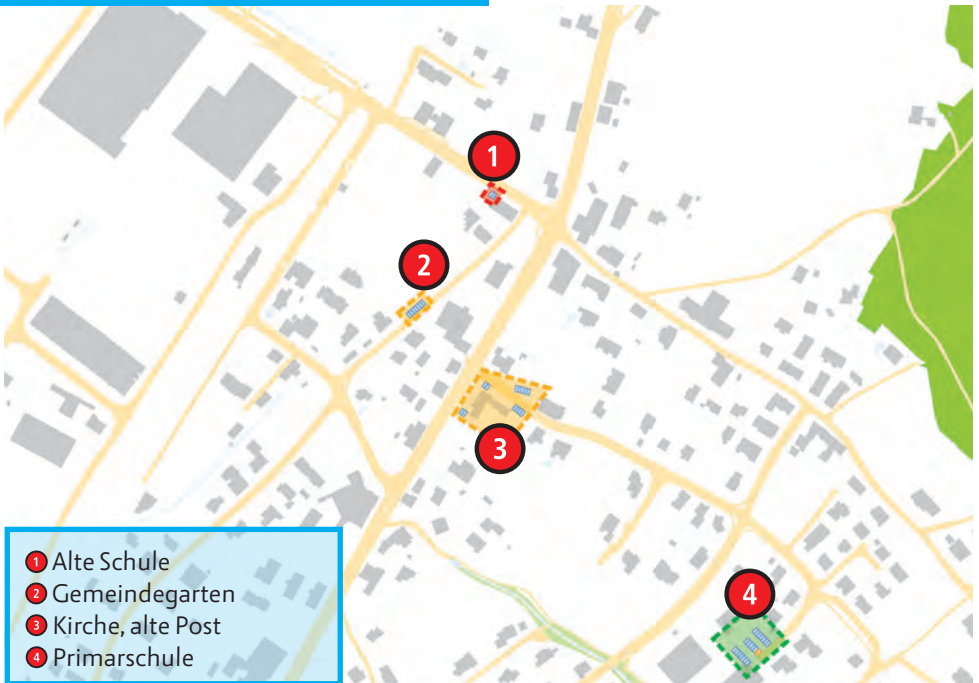 1
2
3
4
1 Alte Schule
2 Gemeindegarten
3 Kirche, alte Post
4 Primarschule